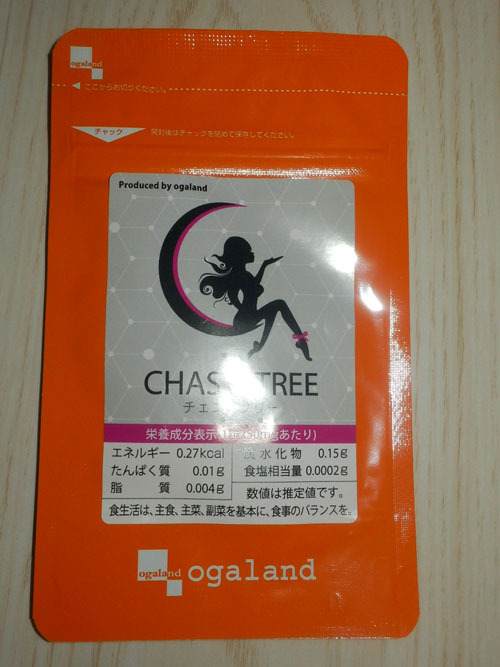 ogaland
ここからお切りください。
チャック
開封後はチャックを閉めて保存してください。
Produced by ogaland
TREE
栄養成分表示
あたり)
エネルギー 0.27kcal
たんぱく質 0.01g
脂 質 0.004g
水化物 0.15g
食塩相当量 0.0002g
数値は推定値です。
食生活は、主食、主菜、副菜を基本に、食事のバランスを。
ogaland ogaland